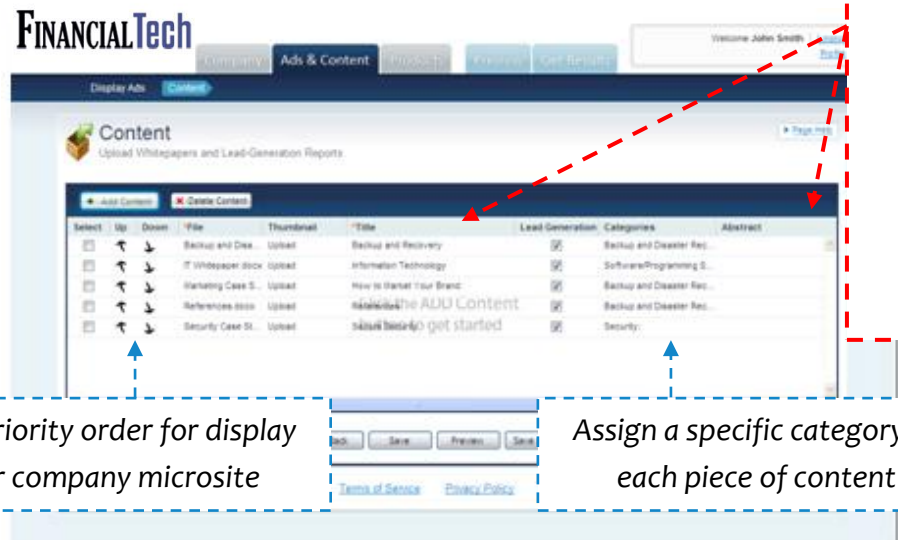 FINANCIALTech
Welcome John Smith
Profile
Company Ads & Content Products Preview Get Results
Display Ads Content
Content
Upload Whitepapers and Lead-Generation Reports
Page Help
Add Content Delete Content
Select Up Down *File Thumbnail *Title Lead Generation Categories Abstract
Backup and Disa... Upload Backup and Recovery Backup and Disaster Rec...
IT Whitepaper.docx Upload Information Technology Software/Programming S...
Marketing Case S... Upload How to Market Your Brand Backup and Disaster Rec...
References.docx Upload References Backup and Disaster Rec...
the ADD Content
Security Case St... Upload Security;
to get started
riority order for display
r company microsite
Back Save Preview Save
Assign a specific category
each piece of content
Terms of Service Privacy Policy